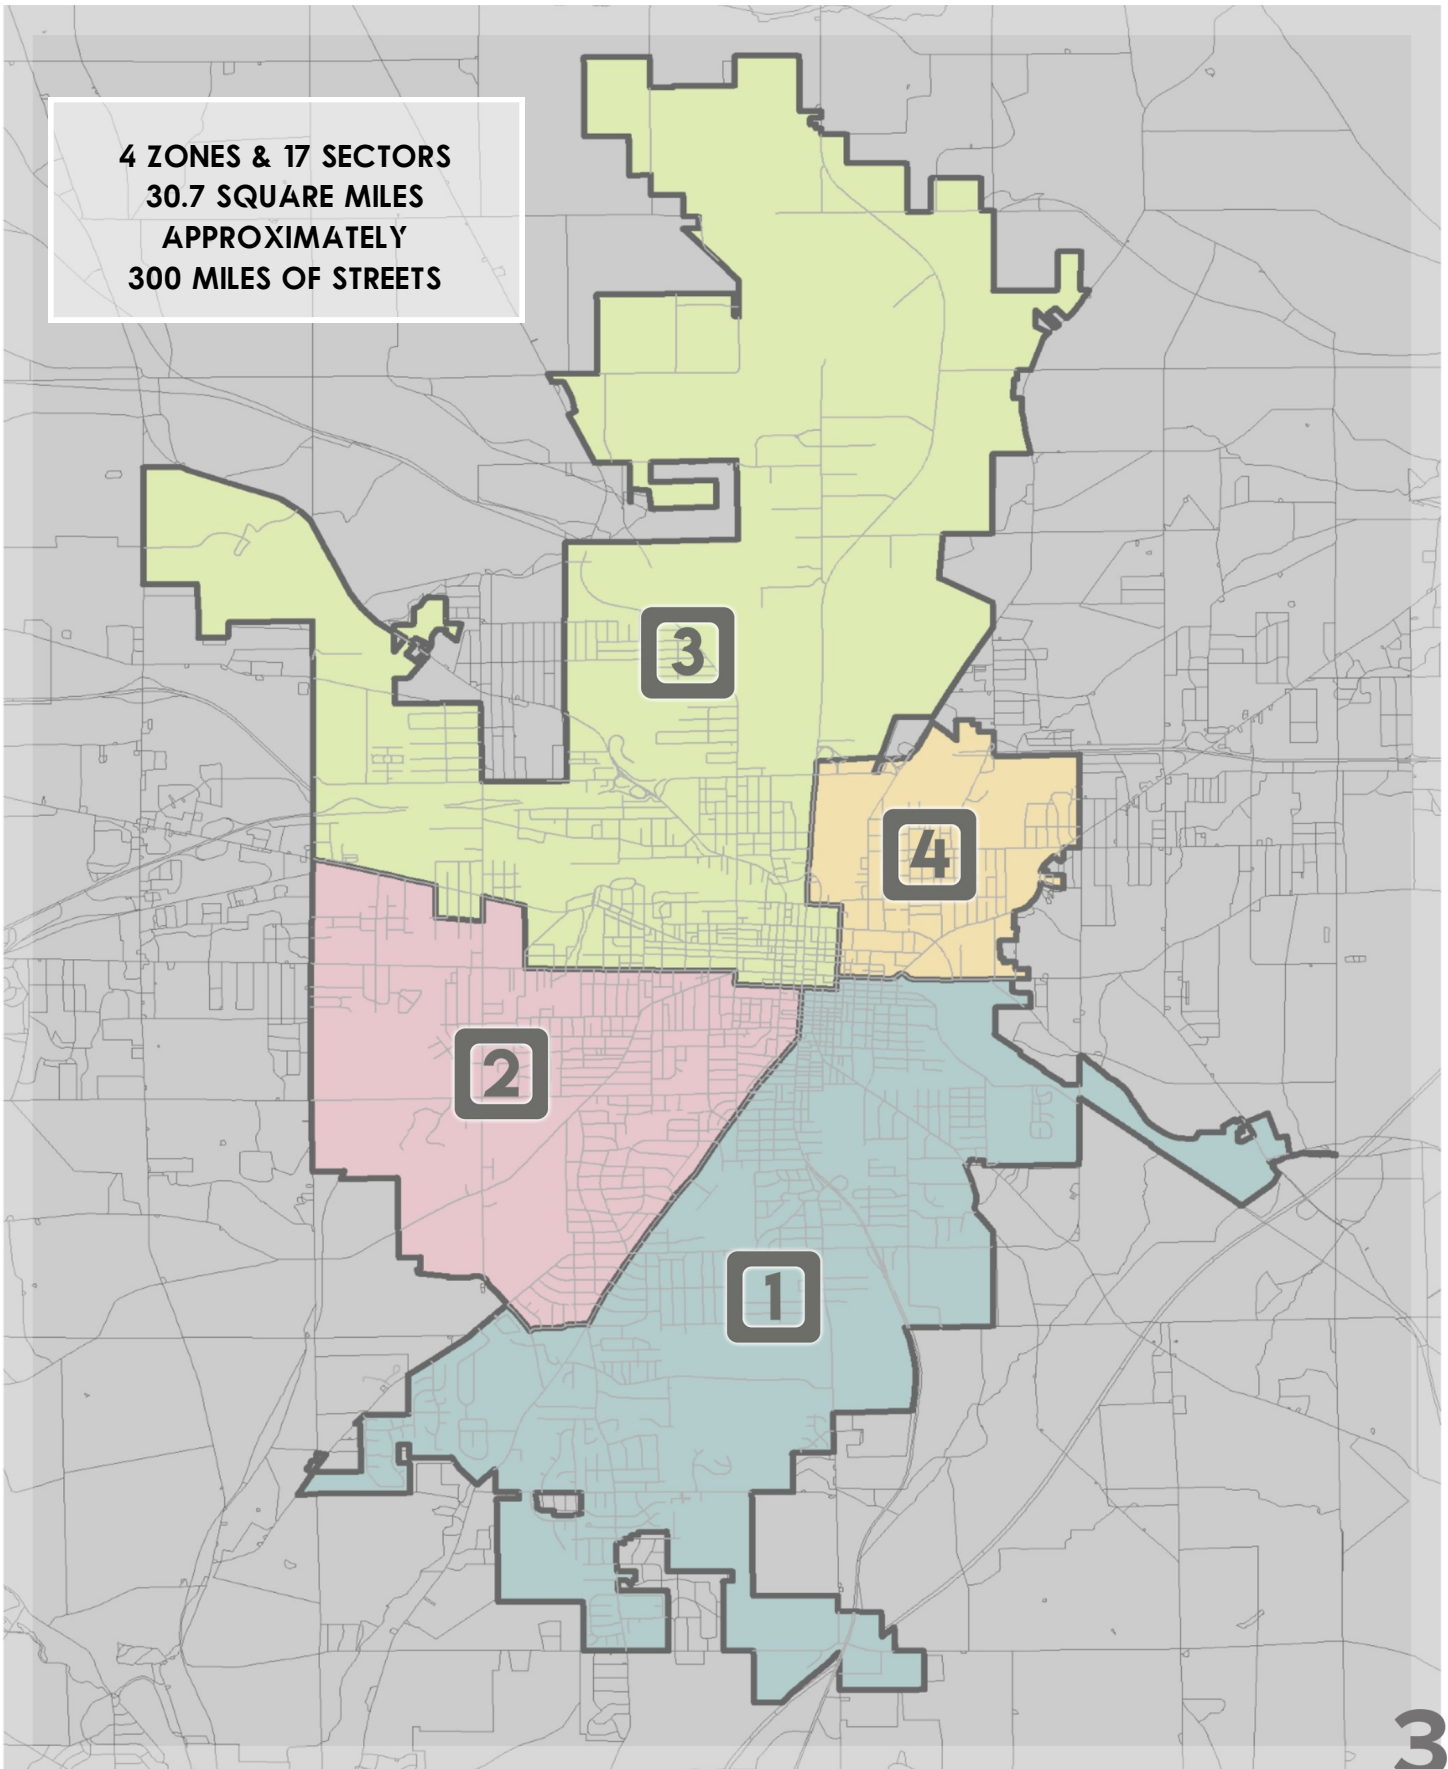 4 ZONES & 17 SECTORS
30.7 SQUARE MILES
APPROXIMATELY
300 MILES OF STREETS
3
4
2
1
3